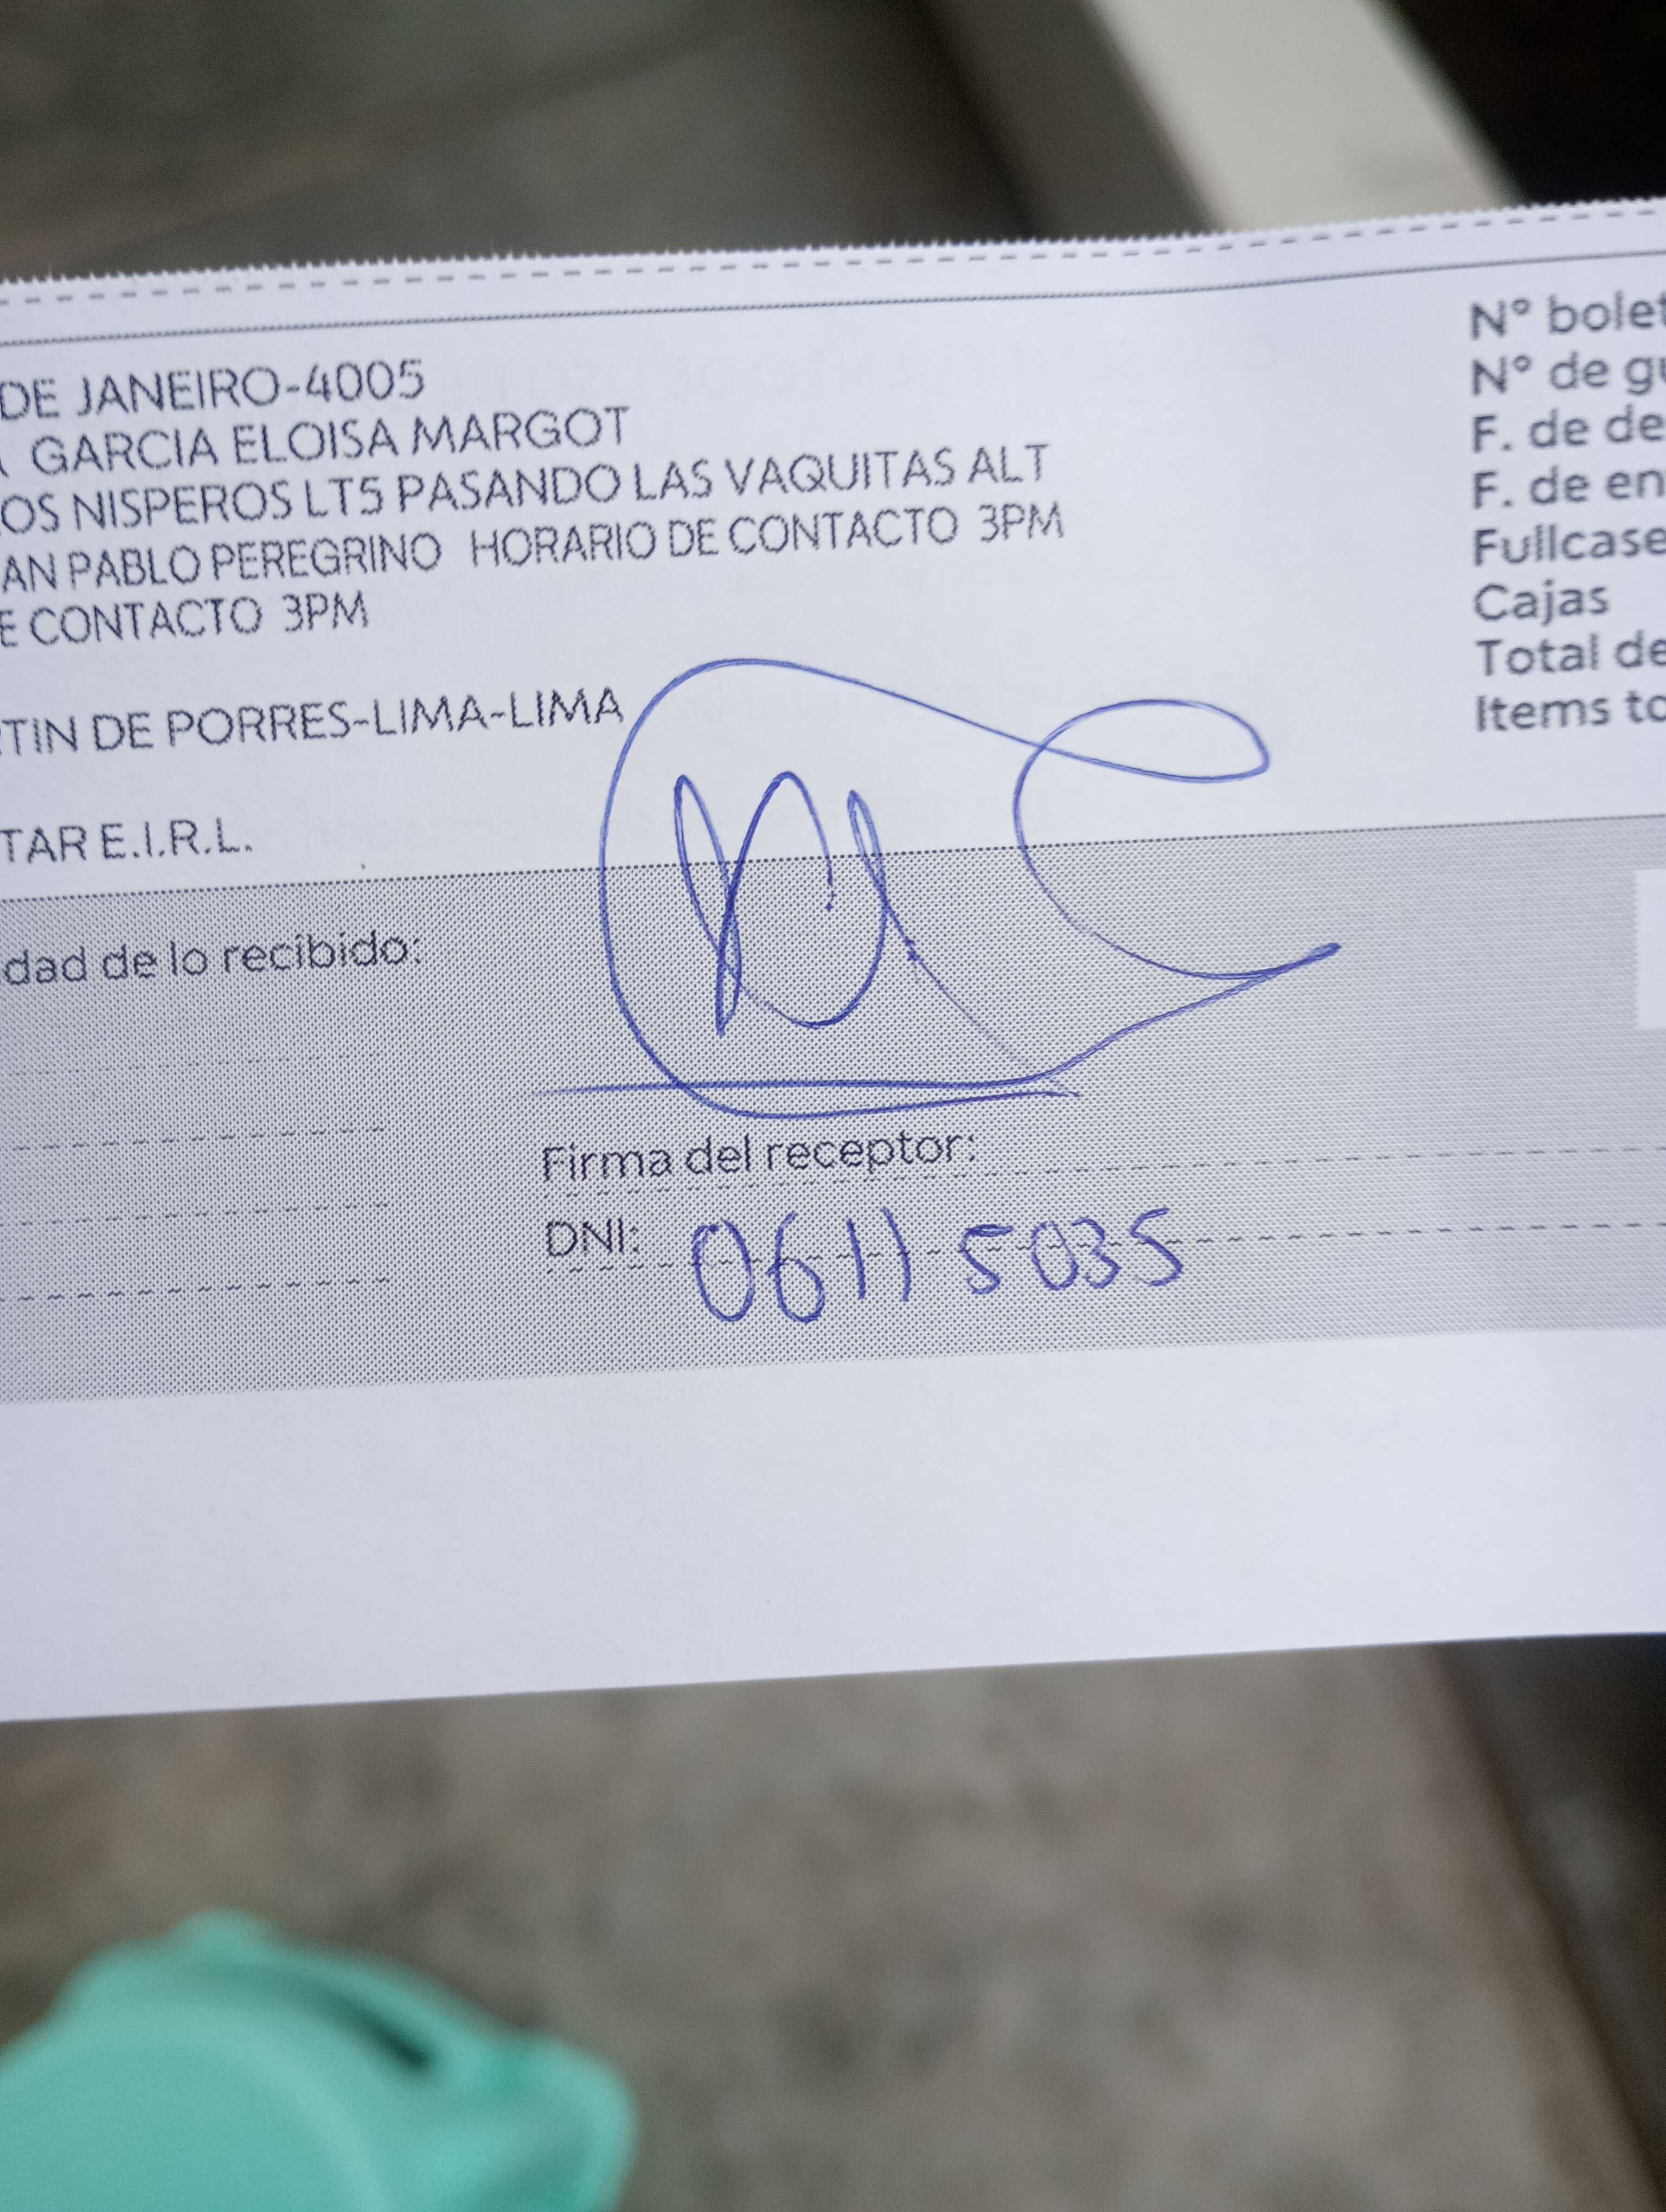 DE JANEIRO-4005
GARCIA ELOISA MARGOT
OS NISPEROS LT5 PASANDO LAS VAQUITAS ALT
AN PABLO PEREGRINO HORARIO DE CONTACTO 3PM
E CONTACTO 3PM
TIN DE PORRES-LIMA-LIMA
TAR E.I.R.L.
N° bolet
N° de gu
F. de de
F. de en
Fullcase
Cajas
Total de
Items to
dad de lo recibido:
Firma del receptor:
DNI: 06115035